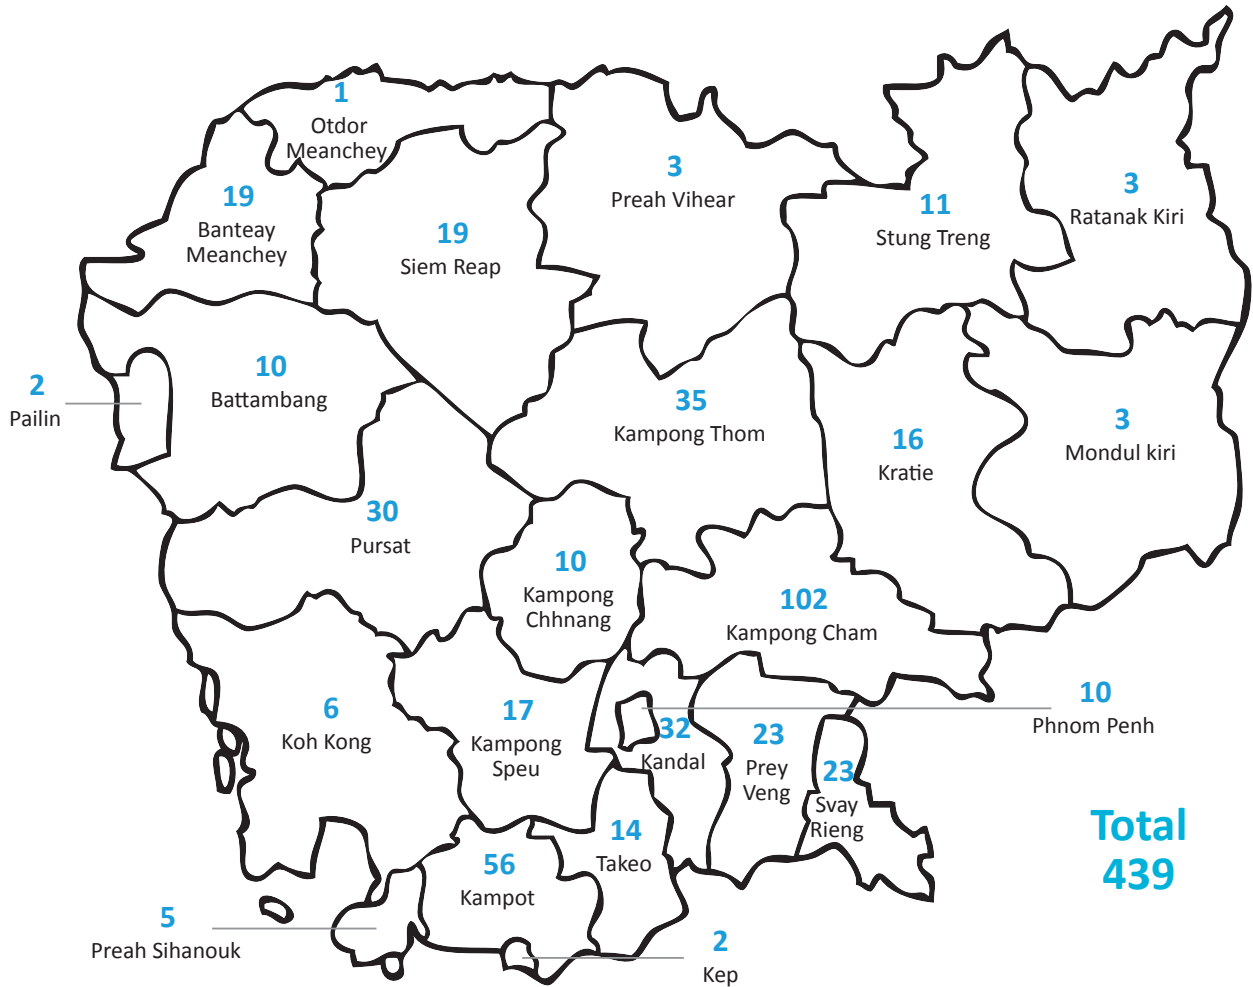 1
Otdor
Meanchey
3
Preah Vihear
3
Ratanak Kiri
19
Banteay
Meanchey
11
Stung Treng
19
Siem Reap
2
Pailin
10
Battambang
35
Kampong Thom
16
Kratie
3
Mondul kiri
30
Pursat
10
Kampong
Chhnang
102
Kampong Cham
6
Koh Kong
17
Kampong
Speu
32
Kandal
23
Prey
Veng
10
Phnom Penh
23
Svay
Rieng
14
Takeo
56
Kampot
5
Preah Sihanouk
2
Kep
Total
439